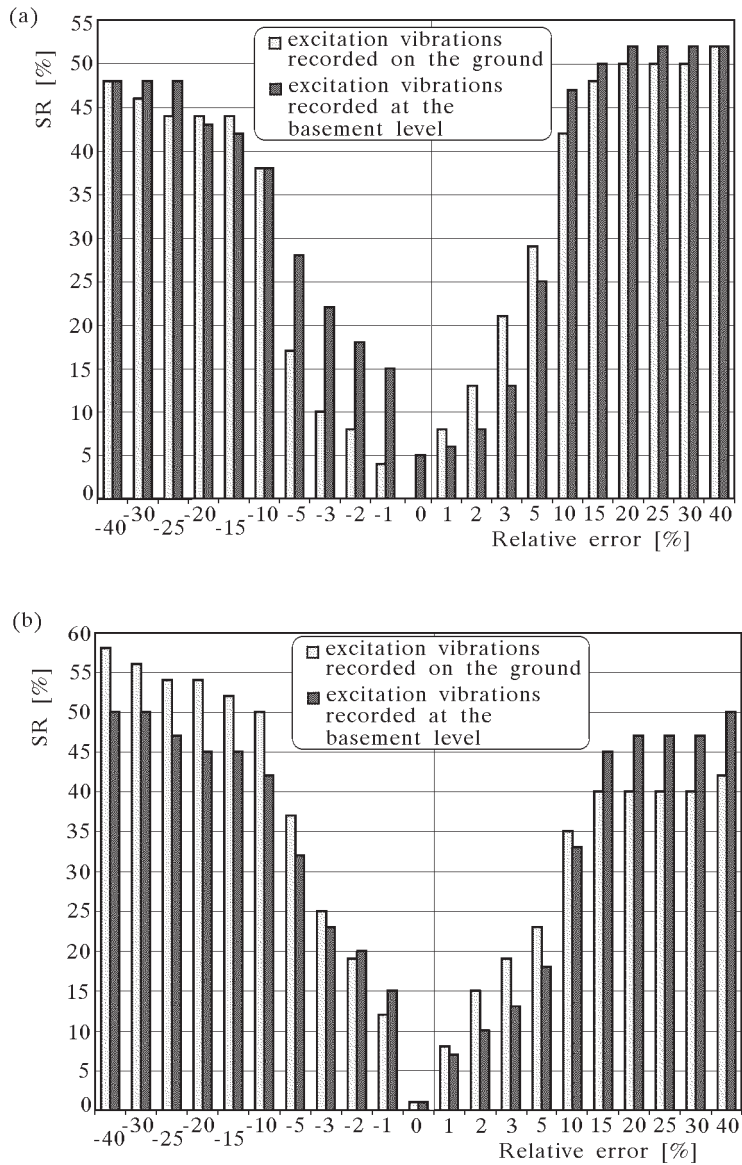 (a)
55
50
45
40
35
30
25
20
15
10
5
0
SR [%]
excitation vibrations
recorded on the ground
excitation vibrations
recorded at the
basement level
-40 -30 -25 -20 -15 -10 -5 -3 -2 -1 0 1 2 3 5 10 15 20 25 30 40
Relative error [%]
(b)
60
55
50
45
40
35
30
25
20
15
10
5
0
SR [%]
excitation vibrations
recorded on the ground
excitation vibrations
recorded at the
basement level
-40 -30 -25 -20 -15 -10 -5 -3 -2 -1 0 1 2 3 5 10 15 20 25 30 40
Relative error [%]